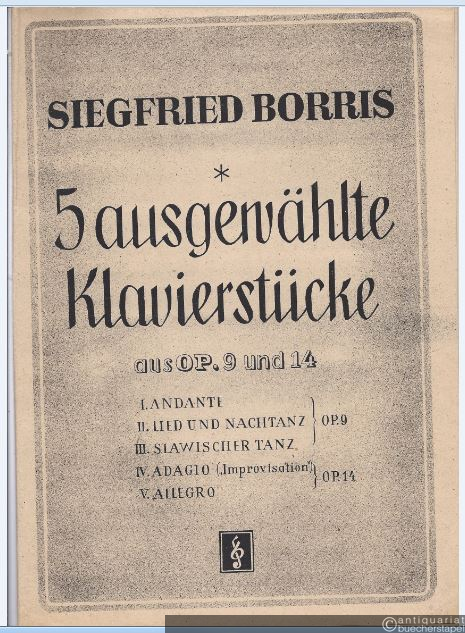 SIEGFRIED BORRIS
*
5 ausgewählte
Klavierstücke
aus OP. 9 und 14
I. ANDANTE
II. LIED UND NACHTANZ
III. SLAWISCHER TANZ
OP.9
IV. ADAGIO („Improvisation")
V. ALLEGRO
OP.14
antiquariat
buecherstapel